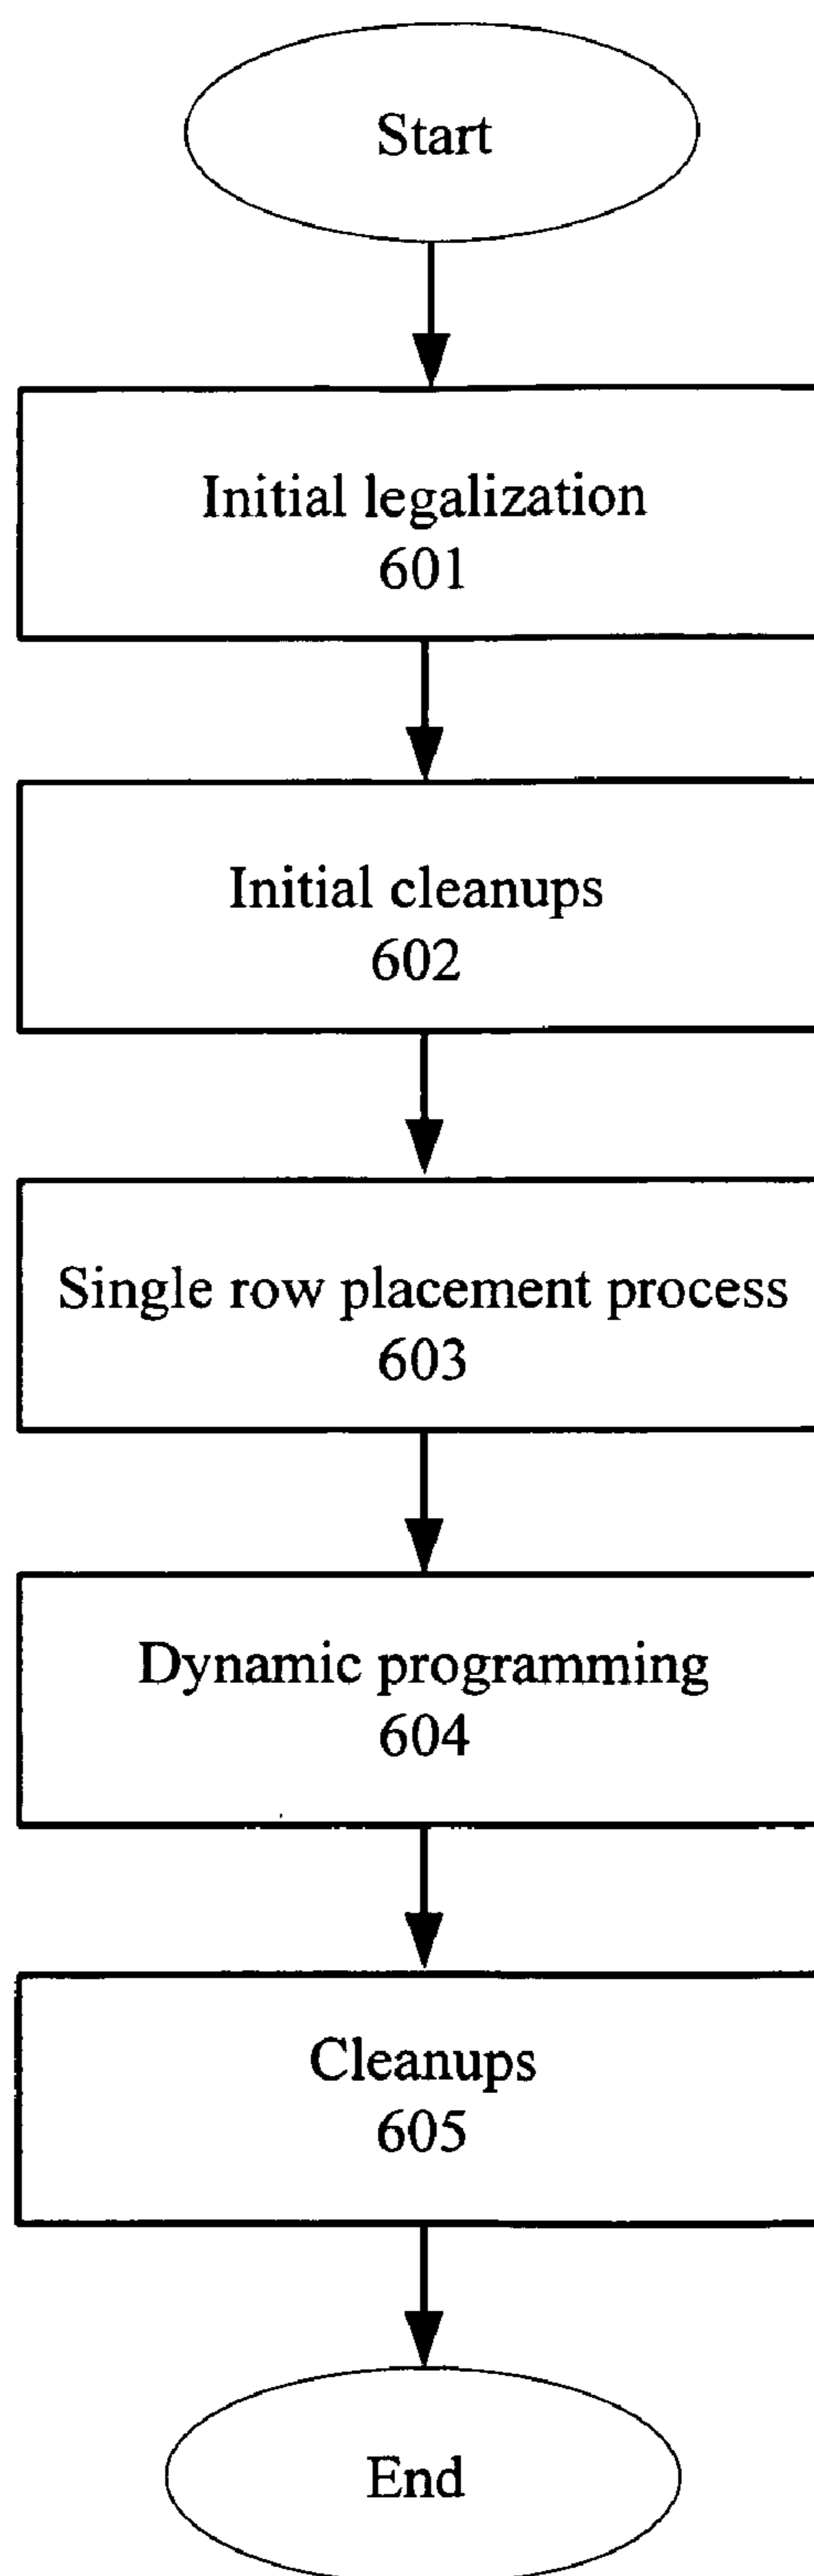 Start
Initial legalization
601
Initial cleanups
602
Single row placement process
603
Dynamic programming
604
Cleanups
605
End